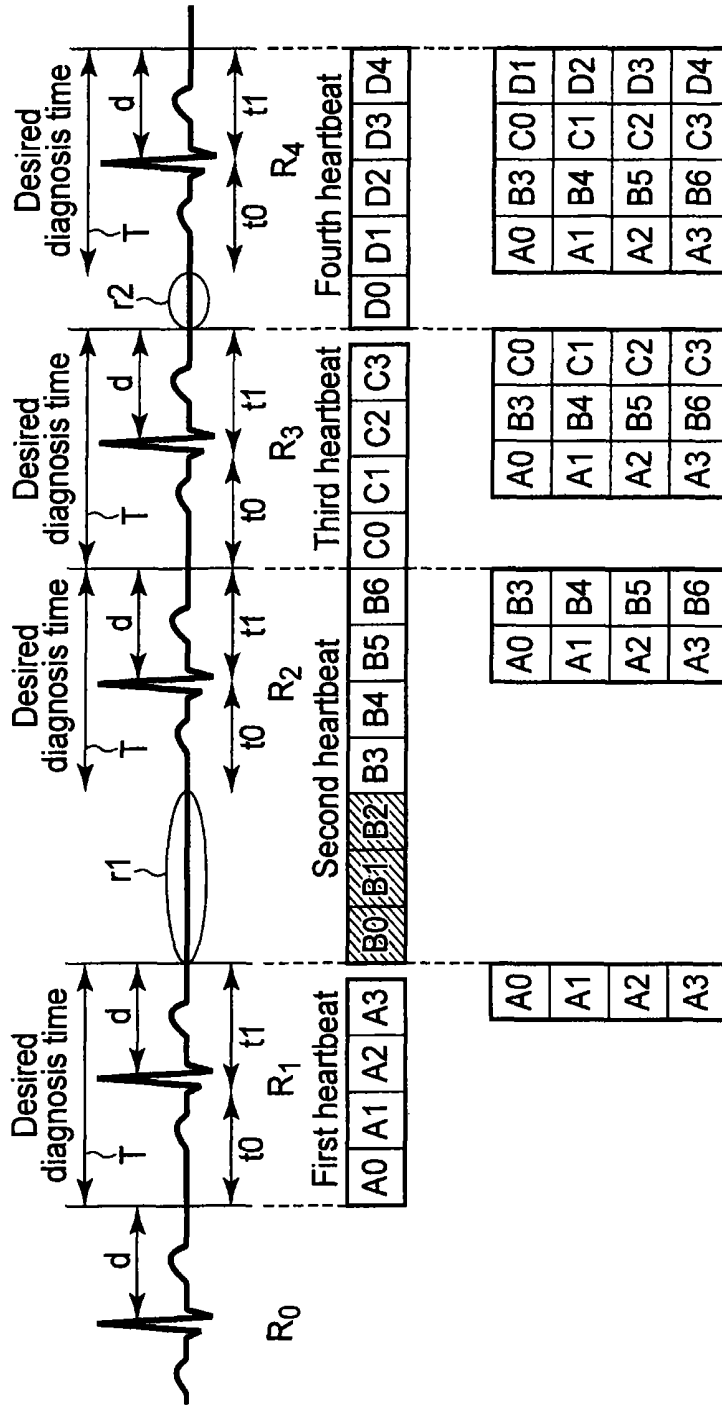 Desired diagnosis time
Desired diagnosis time
Desired diagnosis time
Desired diagnosis time
T
T
T
T
r1
r2
d
d
d
d
d
t0
t1
t0
t1
t0
t1
t0
t1
R0
R1
R2
R3
R4
First heartbeat
Second heartbeat
Third heartbeat
Fourth heartbeat
A0 A1 A2 A3
B0 B1 B2 B3 B4 B5 B6
C0 C1 C2 C3
D0 D1 D2 D3 D4
A0
A1
A2
A3
A0 B3
A1 B4
A2 B5
A3 B6
A0 B3 C0
A1 B4 C1
A2 B5 C2
A3 B6 C3
A0 B3 C0 D1
A1 B4 C1 D2
A2 B5 C2 D3
A3 B6 C3 D4